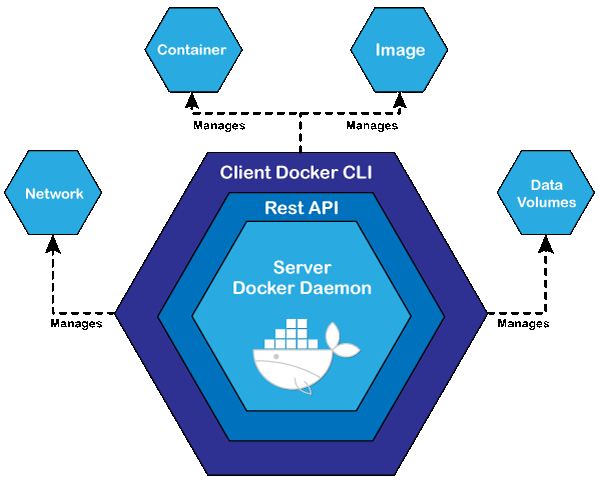 Container
Image
Manages
Manages
Client Docker CLI
Network
Data
Volumes
Rest API
Server
Docker Daemon
Manages
Manages